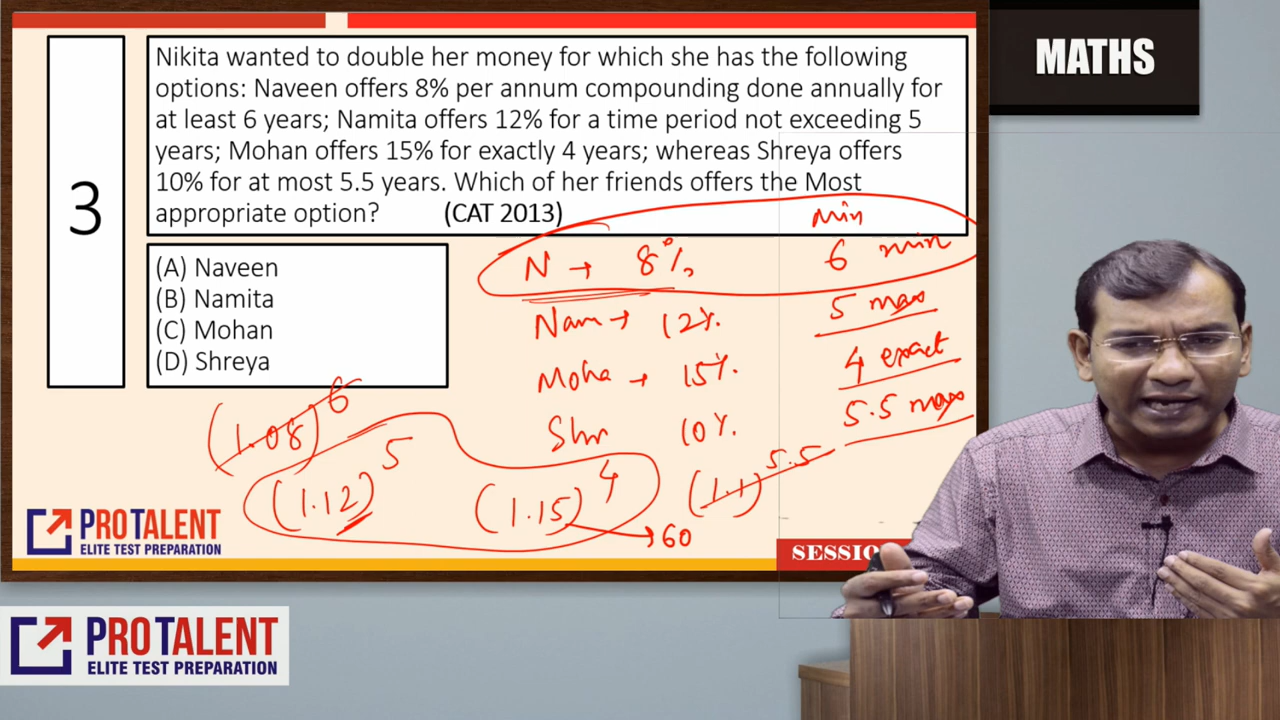 MATHS
3
Nikita wanted to double her money for which she has the following
options: Naveen offers 8% per annum compounding done annually for
at least 6 years; Namita offers 12% for a time period not exceeding 5
years; Mohan offers 15% for exactly 4 years; whereas Shreya offers
10% for at most 5.5 years. Which of her friends offers the Most
appropriate option? (CAT 2013)
(A) Naveen
(B) Namita
(C) Mohan
(D) Shreya
min
N → 8% 6 min
Nam → 12% 5 max
Moha → 15% 4 exact
Shr 10% 5.5 max
(1.08)^6
(1.12)^5 (1.15)^4 (1.1)^5.5
→ 60
PROTALENT
ELITE TEST PREPARATION
PROTALENT
ELITE TEST PREPARATION